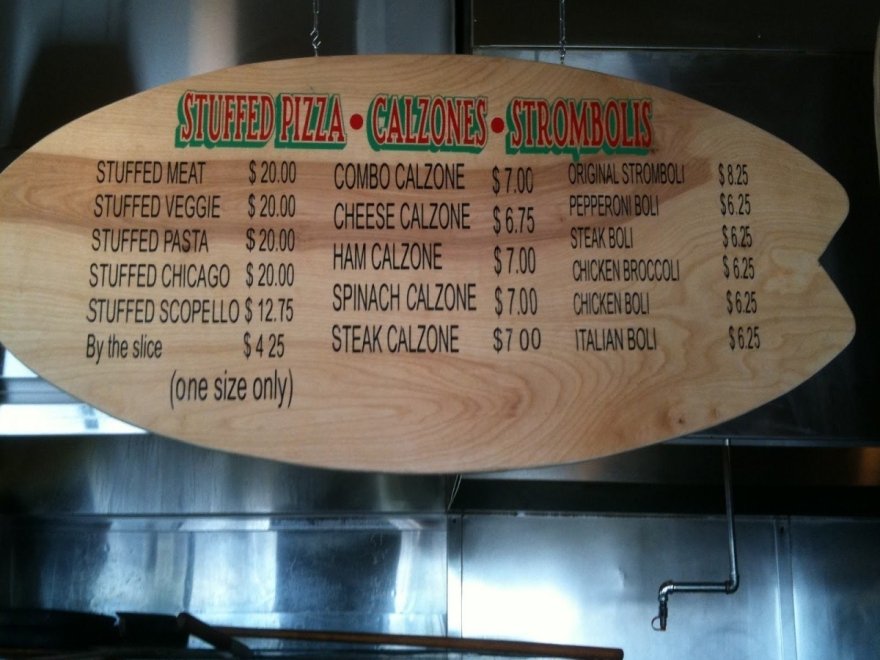 STUFFED PIZZA • CALZONES • STROMBOLIS
STUFFED MEAT $ 20.00
STUFFED VEGGIE $ 20.00
STUFFED PASTA $ 20.00
STUFFED CHICAGO $ 20.00
STUFFED SCOPELLO $ 12.75
By the slice $ 4 25
(one size only)
COMBO CALZONE $ 7.00
CHEESE CALZONE $ 6.75
HAM CALZONE $ 7.00
SPINACH CALZONE $ 7.00
STEAK CALZONE $7 00
ORIGINAL STROMBOLI $ 8.25
PEPPERONI BOLI $6.25
STEAK BOLI $ 6.25
CHICKEN BROCCOLI $ 6.25
CHICKEN BOLI $6.25
ITALIAN BOLI $6.25